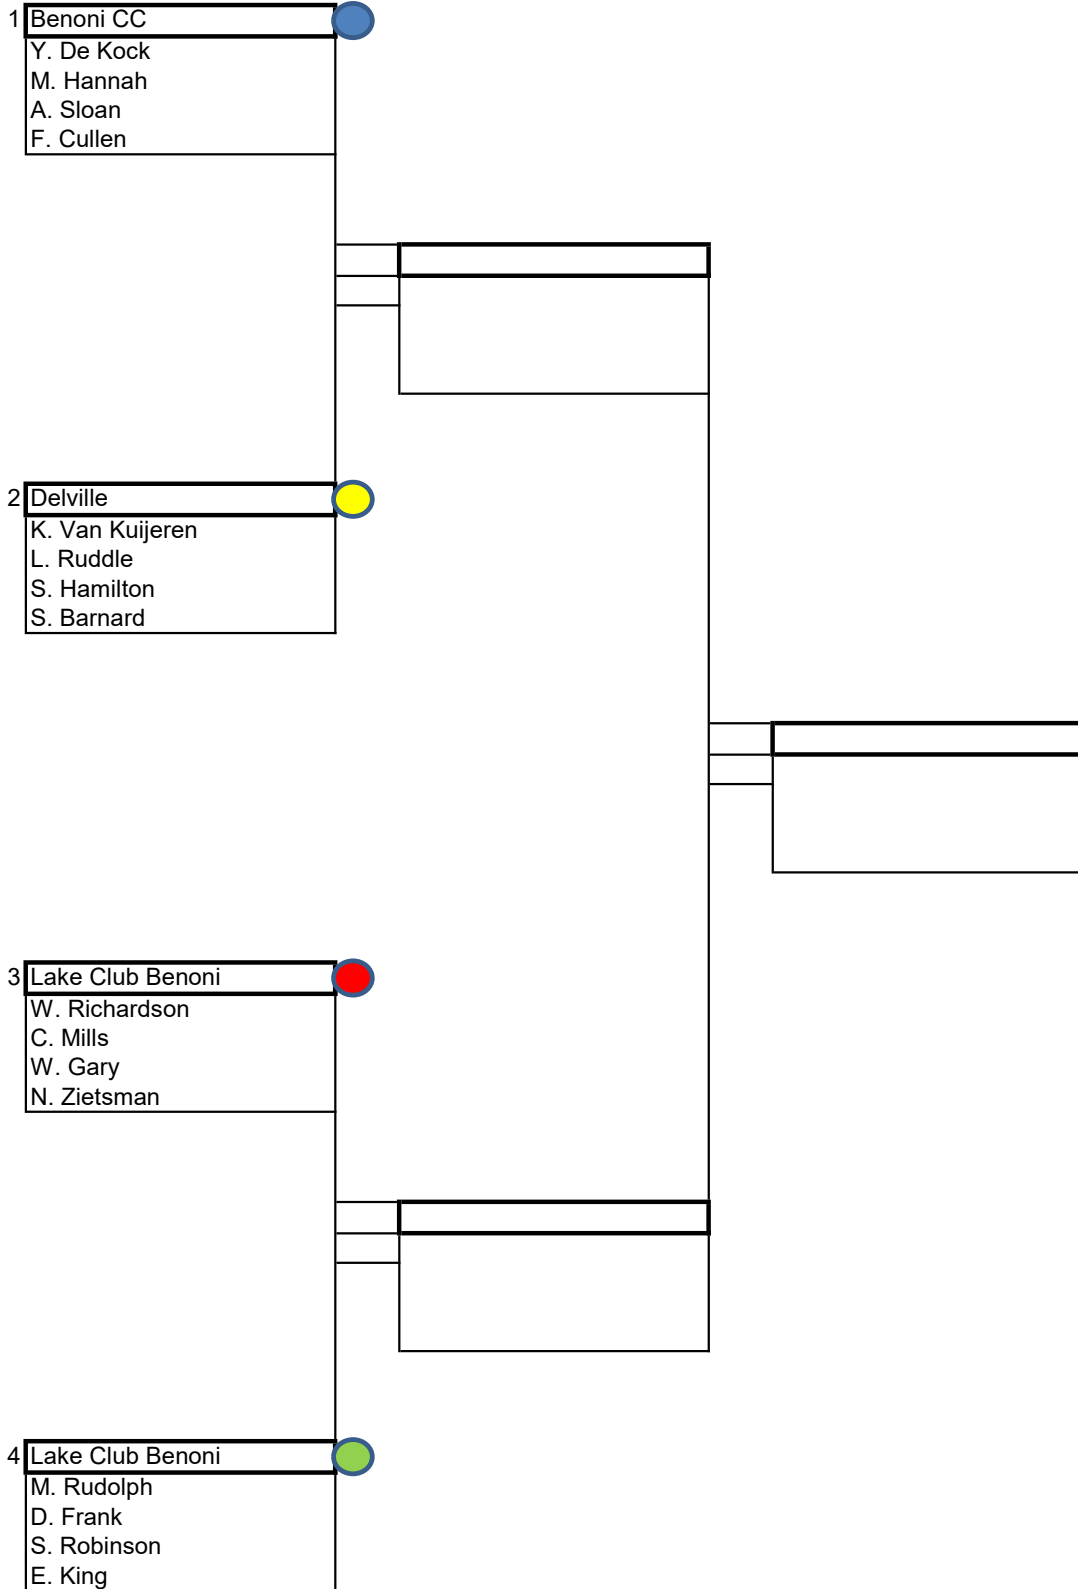 1 Benoni CC
Y. De Kock
M. Hannah
A. Sloan
F. Cullen
2 Delville
K. Van Kuijeren
L. Ruddle
S. Hamilton
S. Barnard
3 Lake Club Benoni
W. Richardson
C. Mills
W. Gary
N. Zietsman
4 Lake Club Benoni
M. Rudolph
D. Frank
S. Robinson
E. King